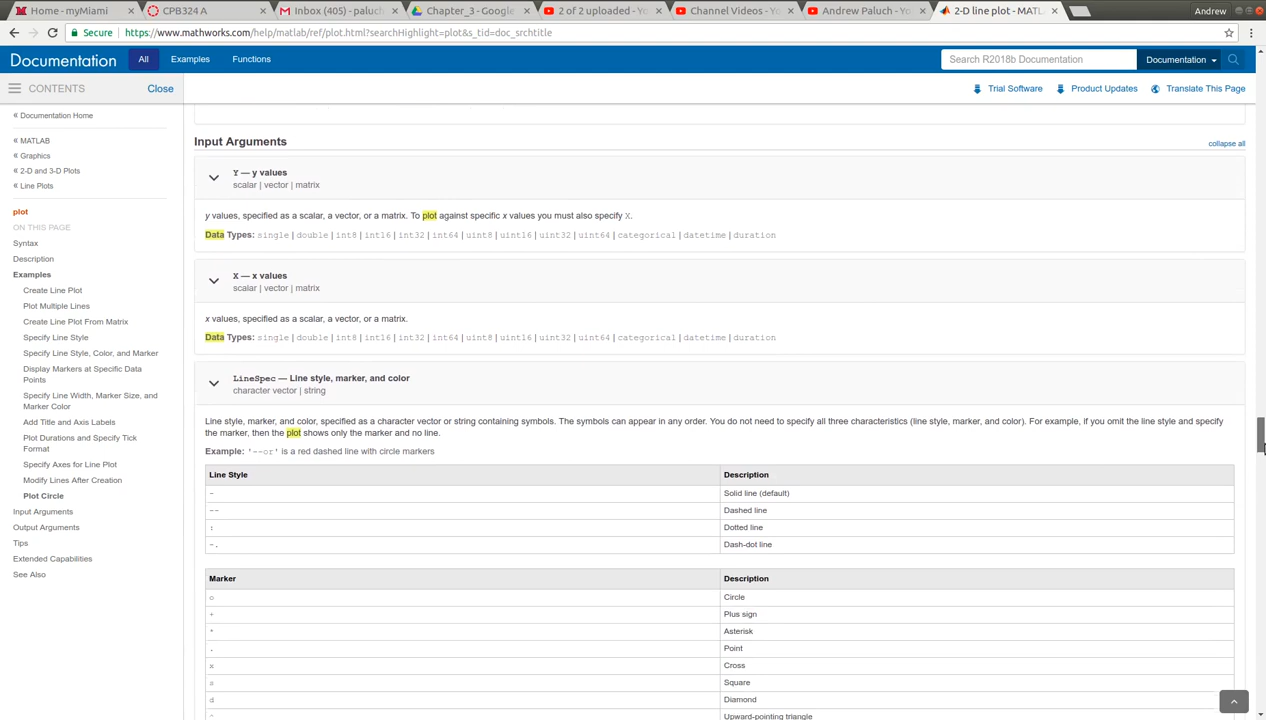 Home - myMiami
CPB324 A
Inbox (405) - paluch
Chapter_3 - Google
2 of 2 uploaded - Yo
Channel Videos - Yo
Andrew Paluch - Yo
2-D line plot - MATL
Andrew
Secure
https://www.mathworks.com/help/matlab/ref/plot.html?searchHighlight=plot&s_tid=doc_srchtitle
Documentation
All
Examples
Functions
Search R2018b Documentation
Documentation
CONTENTS
Close
Trial Software
Product Updates
Translate This Page
« Documentation Home
« MATLAB
« Graphics
« 2-D and 3-D Plots
« Line Plots
plot
ON THIS PAGE
Syntax
Description
Examples
Create Line Plot
Plot Multiple Lines
Create Line Plot From Matrix
Specify Line Style
Specify Line Style, Color, and Marker
Display Markers at Specific Data
Points
Specify Line Width, Marker Size, and
Marker Color
Add Title and Axis Labels
Plot Durations and Specify Tick
Format
Specify Axes for Line Plot
Modify Lines After Creation
Plot Circle
Input Arguments
Output Arguments
Tips
Extended Capabilities
See Also
Input Arguments
collapse all
Y — y values
scalar | vector | matrix
y values, specified as a scalar, a vector, or a matrix. To plot against specific x values you must also specify X.
Data Types: single | double | int8 | int16 | int32 | int64 | uint8 | uint16 | uint32 | uint64 | categorical | datetime | duration
X — x values
scalar | vector | matrix
x values, specified as a scalar, a vector, or a matrix.
Data Types: single | double | int8 | int16 | int32 | int64 | uint8 | uint16 | uint32 | uint64 | categorical | datetime | duration
LineSpec — Line style, marker, and color
character vector | string
Line style, marker, and color, specified as a character vector or string containing symbols. The symbols can appear in any order. You do not need to specify all three characteristics (line style, marker, and color). For example, if you omit the line style and specify
the marker, then the plot shows only the marker and no line.
Example: '--or' is a red dashed line with circle markers
Line Style Description
- Solid line (default)
-- Dashed line
: Dotted line
-. Dash-dot line
Marker Description
o Circle
+ Plus sign
* Asterisk
. Point
x Cross
s Square
d Diamond
^ Upward-pointing triangle